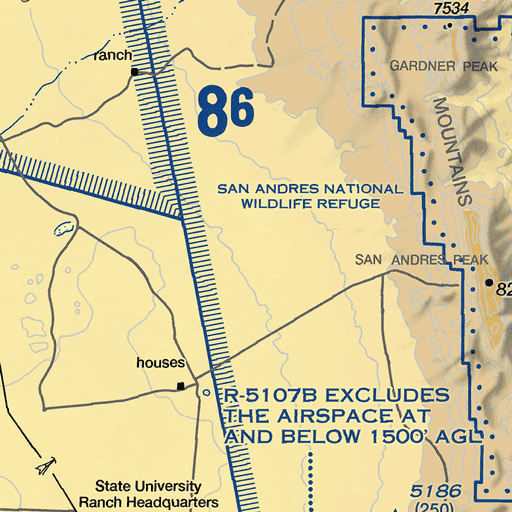 7534
ranch
GARDNER PEAK
86
MOUNTAINS
SAN ANDRES NATIONAL
WILDLIFE REFUGE
SAN ANDRES PEAK
houses
R-5107B EXCLUDES
THE AIRSPACE AT
AND BELOW 1500' AGL
State University
Ranch Headquarters
5186
(250)